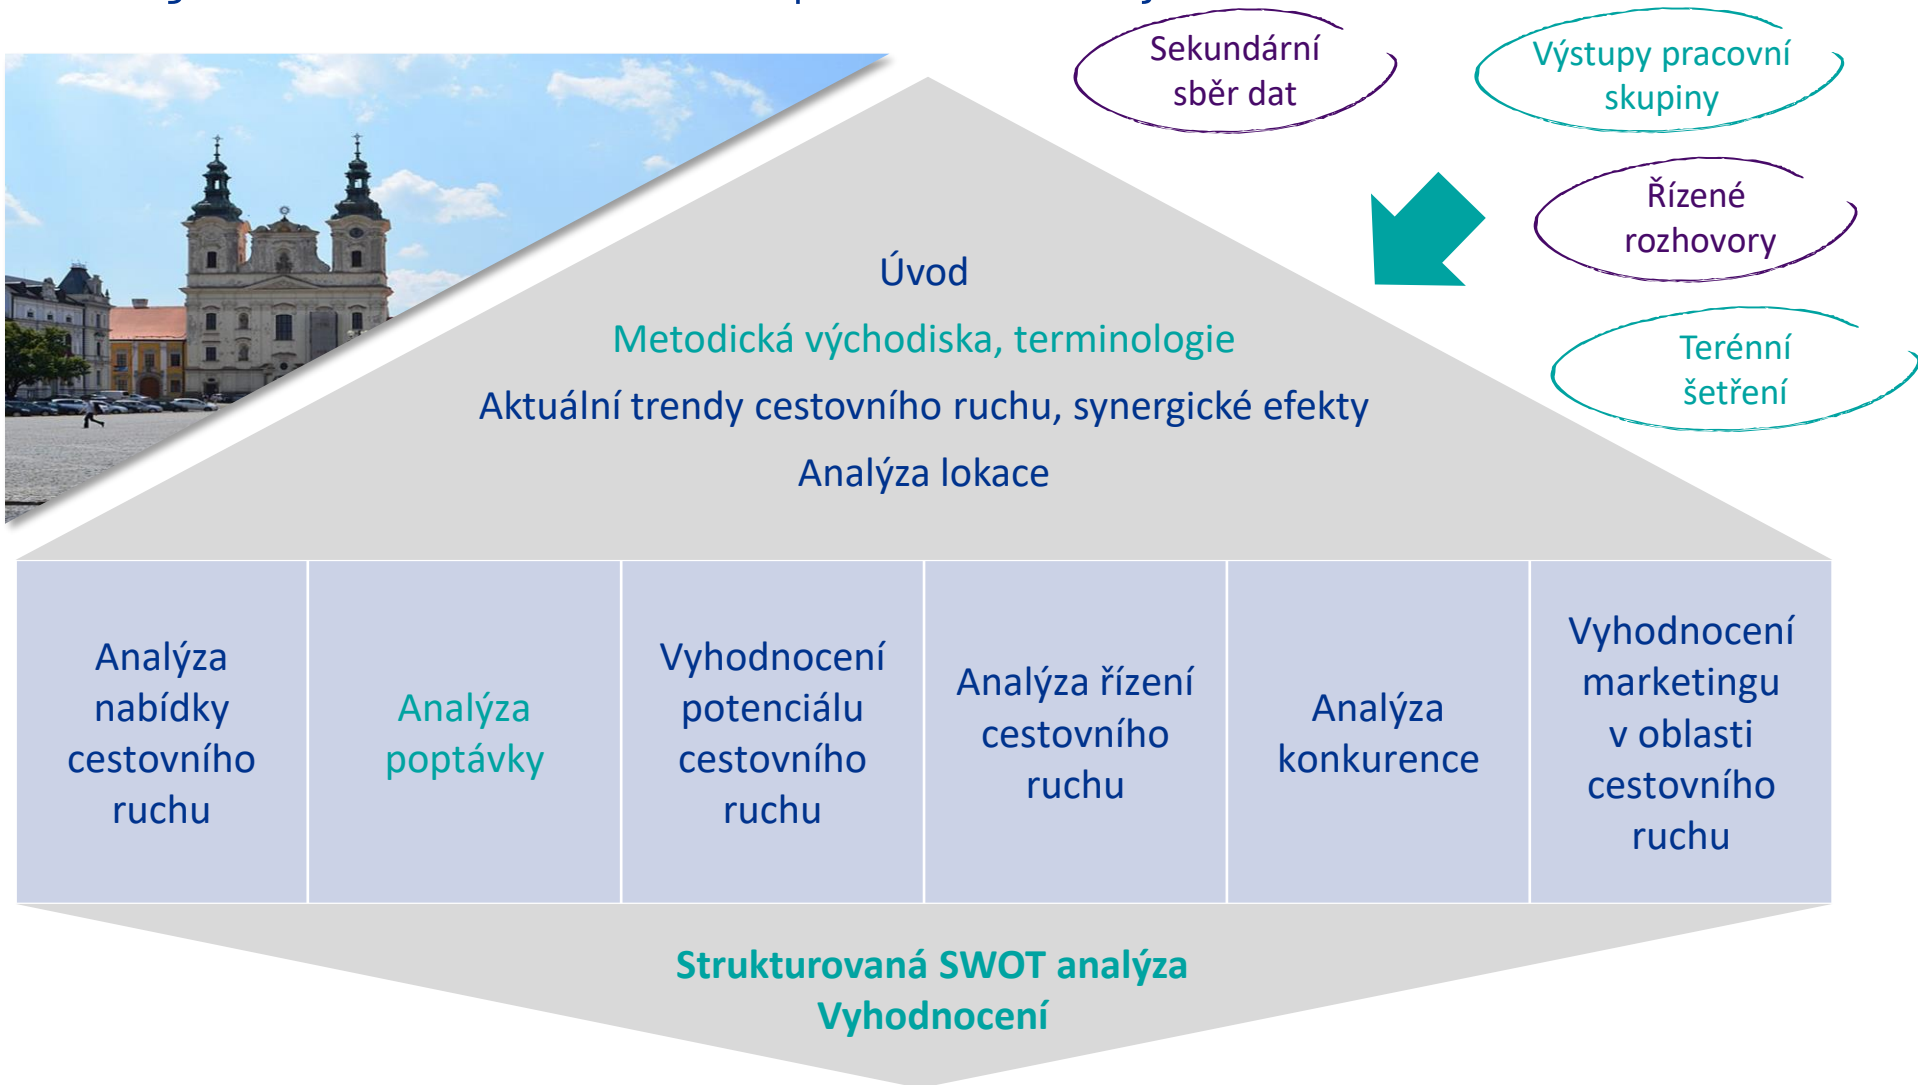 Sekundární
sběr dat
Výstupy pracovní
skupiny
Řízené
rozhovory
Terénní
šetření
Úvod
Metodická východiska, terminologie
Aktuální trendy cestovního ruchu, synergické efekty
Analýza lokace
Analýza
nabídky
cestovního
ruchu
Analýza
poptávky
Vyhodnocení
potenciálu
cestovního
ruchu
Analýza řízení
cestovního
ruchu
Analýza
konkurence
Vyhodnocení
marketingu
v oblasti
cestovního
ruchu
Strukturovaná SWOT analýza
Vyhodnocení